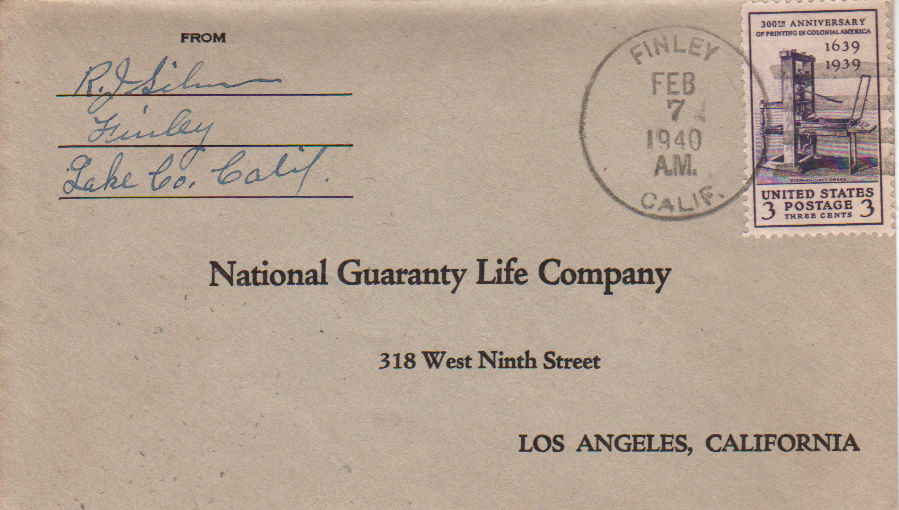 FROM
R. J.
Finley
Lake Co. Calif.
FINLEY
FEB
7
1940
A.M.
CALIF.
300TH ANNIVERSARY
OF PRINTING IN COLONIAL AMERICA
1639
1939
UNITED STATES
3 POSTAGE 3
THREE CENTS
National Guaranty Life Company
318 West Ninth Street
LOS ANGELES, CALIFORNIA